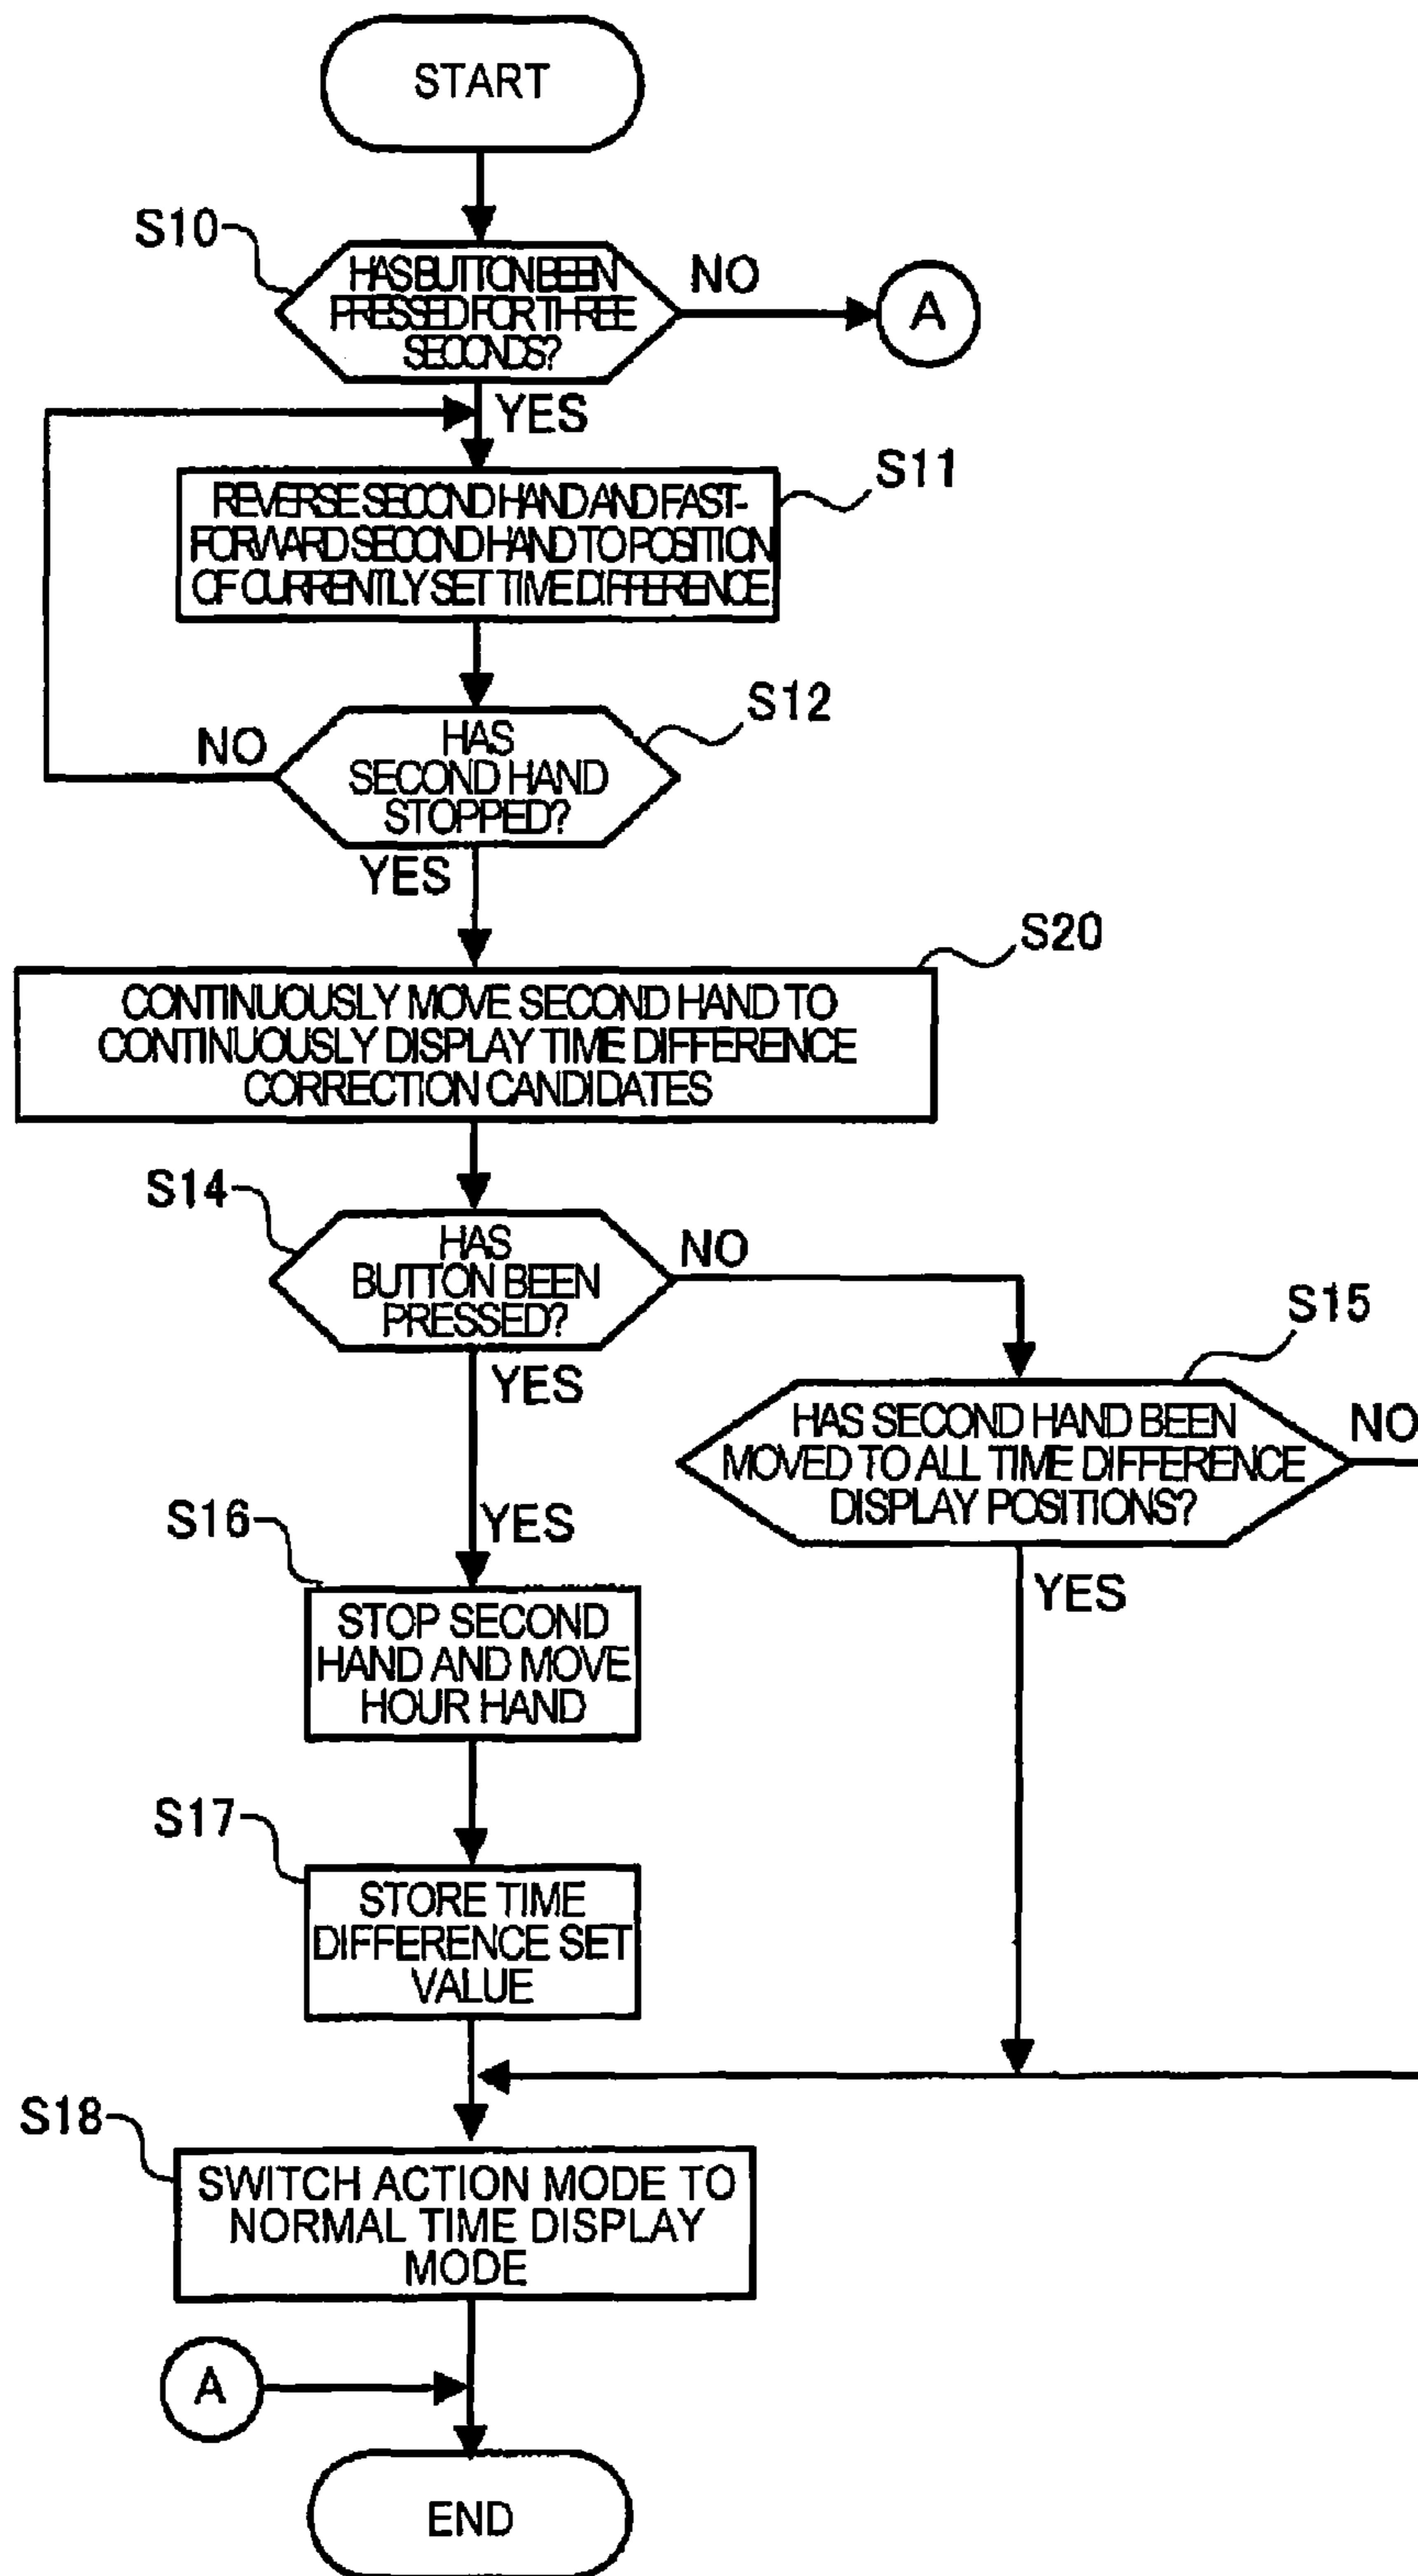 START
S10
HAS BUTTON BEEN
PRESSED FOR THREE
SECONDS?
NO
A
YES
S11
REVERSE SECOND HAND AND FAST-
FORWARD SECOND HAND TO POSITION
OF CURRENTLY SET TIME DIFFERENCE
S12
NO
HAS
SECOND HAND
STOPPED?
YES
S20
CONTINUOUSLY MOVE SECOND HAND TO
CONTINUOUSLY DISPLAY TIME DIFFERENCE
CORRECTION CANDIDATES
S14
HAS
BUTTON BEEN
PRESSED?
NO
YES
S15
HAS SECOND HAND BEEN
MOVED TO ALL TIME DIFFERENCE
DISPLAY POSITIONS?
NO
YES
S16
YES
STOP SECOND
HAND AND MOVE
HOUR HAND
S17
STORE TIME
DIFFERENCE SET
VALUE
S18
SWITCH ACTION MODE TO
NORMAL TIME DISPLAY
MODE
A
END